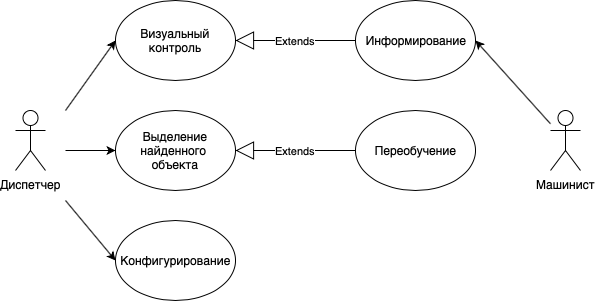 Визуальный
контроль
Extends
Информирование
Выделение
найденного
объекта
Extends
Переобучение
Диспетчер
Машинист
Конфигурирование